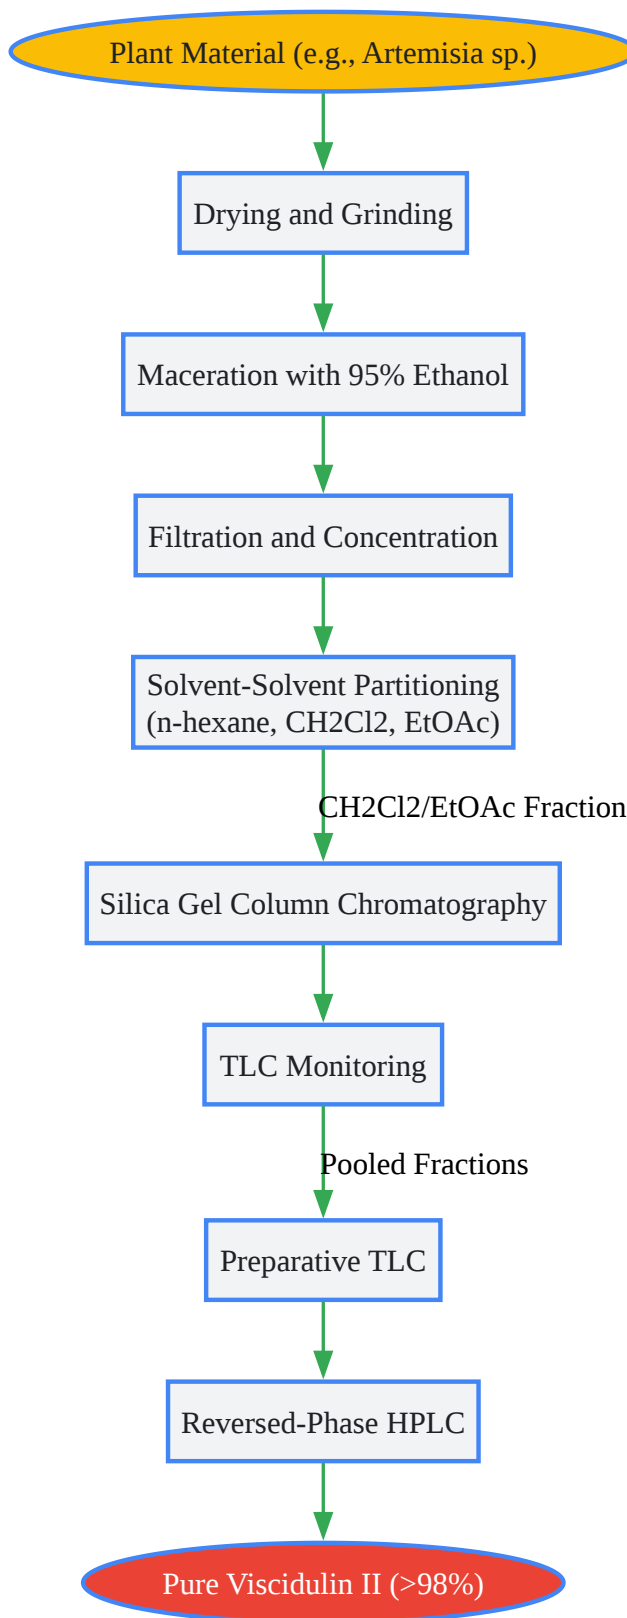 Plant Material (e.g., Artemisia sp.)
Drying and Grinding
Maceration with 95% Ethanol
Filtration and Concentration
Solvent-Solvent Partitioning
(n-hexane, CH2Cl2, EtOAc)
CH2Cl2/EtOAc Fraction
Silica Gel Column Chromatography
TLC Monitoring
Pooled Fractions
Preparative TLC
Reversed-Phase HPLC
Pure Viscidulin II (>98%)